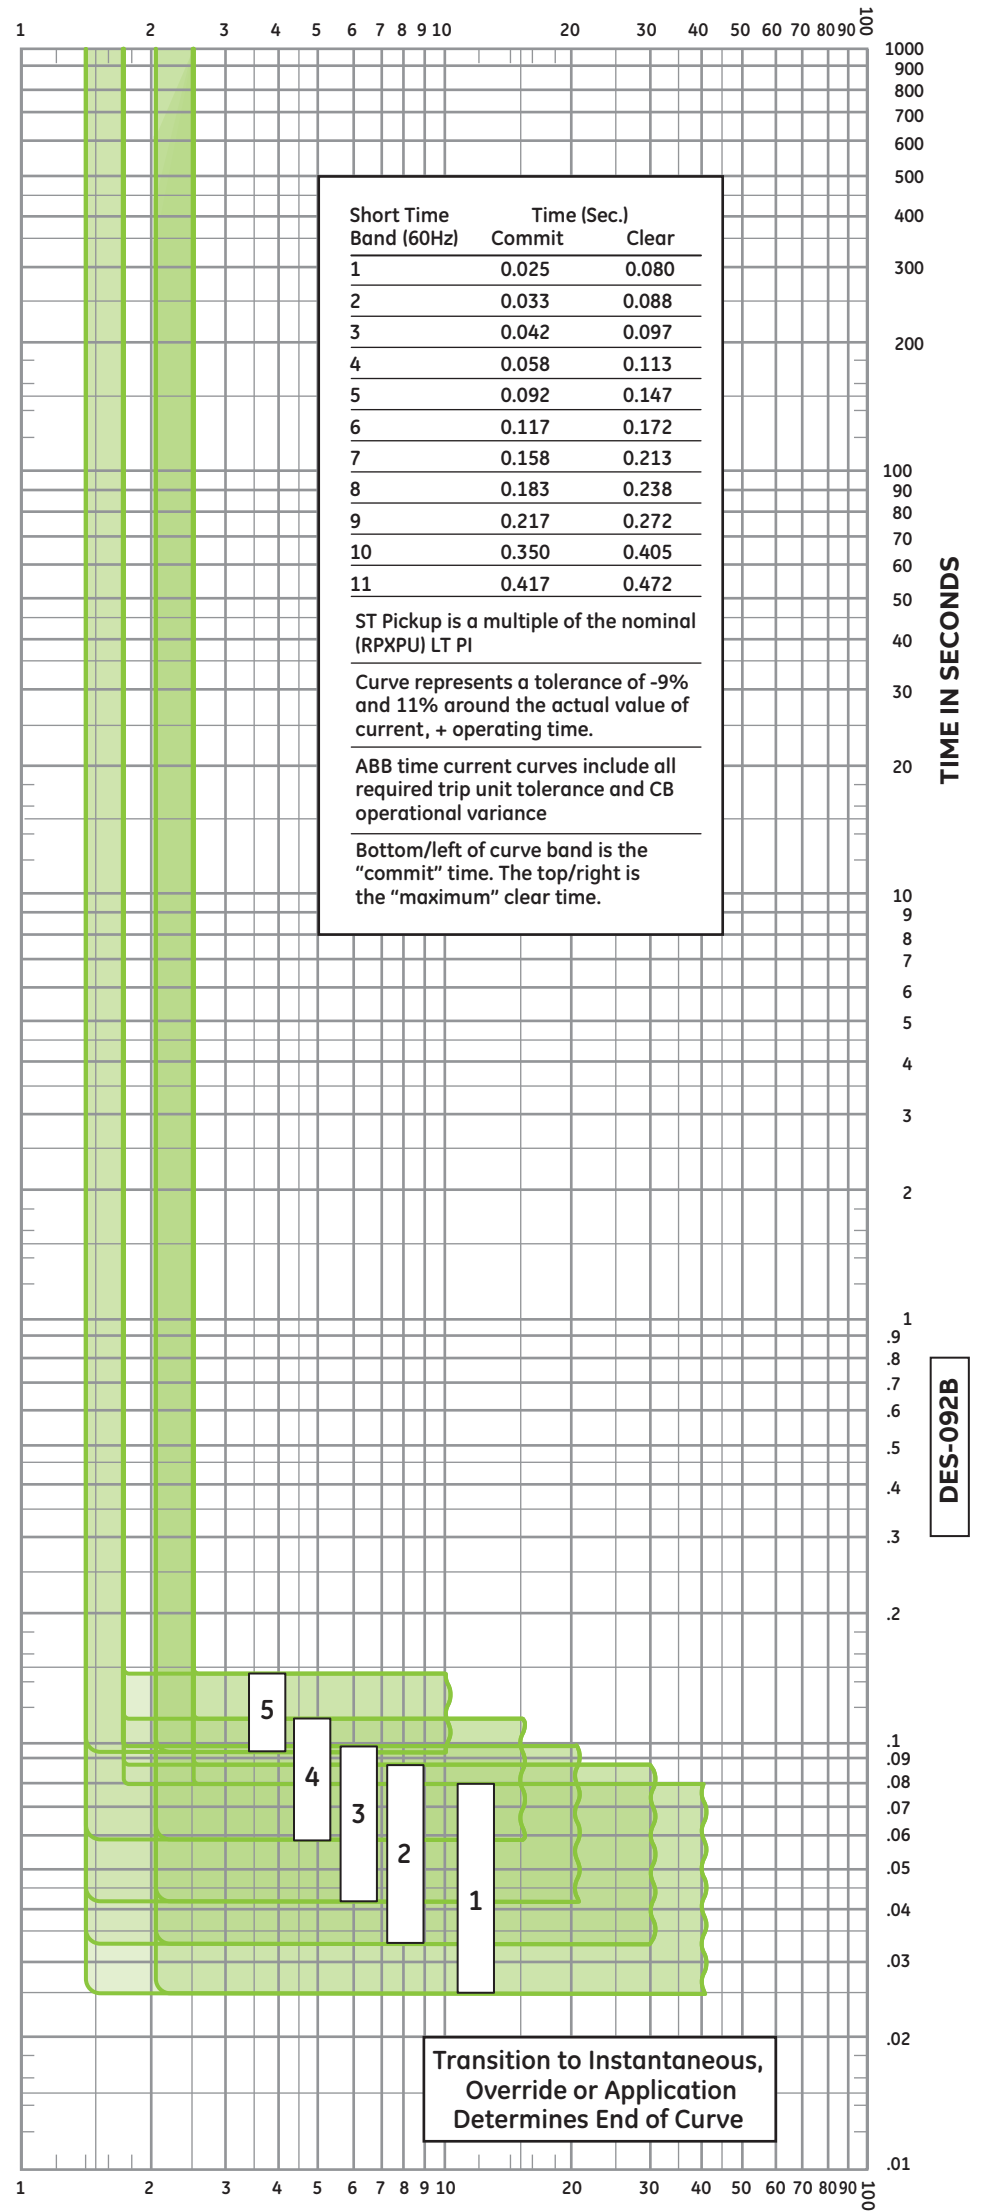 1 2 3 4 5 6 7 8 9 10 20 30 40 50 60 70 80 90 100
1000
900
800
700
600
500
400
300
200
100
90
80
70
60
50
40
30
20
10
9
8
7
6
5
4
3
2
1
.9
.8
.7
.6
.5
.4
.3
.2
.1
.09
.08
.07
.06
.05
.04
.03
.02
.01
TIME IN SECONDS
DES-092B
Short Time Time (Sec.)
Band (60Hz) Commit Clear
1 0.025 0.080
2 0.033 0.088
3 0.042 0.097
4 0.058 0.113
5 0.092 0.147
6 0.117 0.172
7 0.158 0.213
8 0.183 0.238
9 0.217 0.272
10 0.350 0.405
11 0.417 0.472
ST Pickup is a multiple of the nominal
(RPXPU) LT PI
Curve represents a tolerance of -9%
and 11% around the actual value of
current, + operating time.
ABB time current curves include all
required trip unit tolerance and CB
operational variance
Bottom/left of curve band is the
“commit” time. The top/right is
the “maximum” clear time.
5
4
3
2
1
Transition to Instantaneous,
Override or Application
Determines End of Curve
1 2 3 4 5 6 7 8 9 10 20 30 40 50 60 70 80 90 100